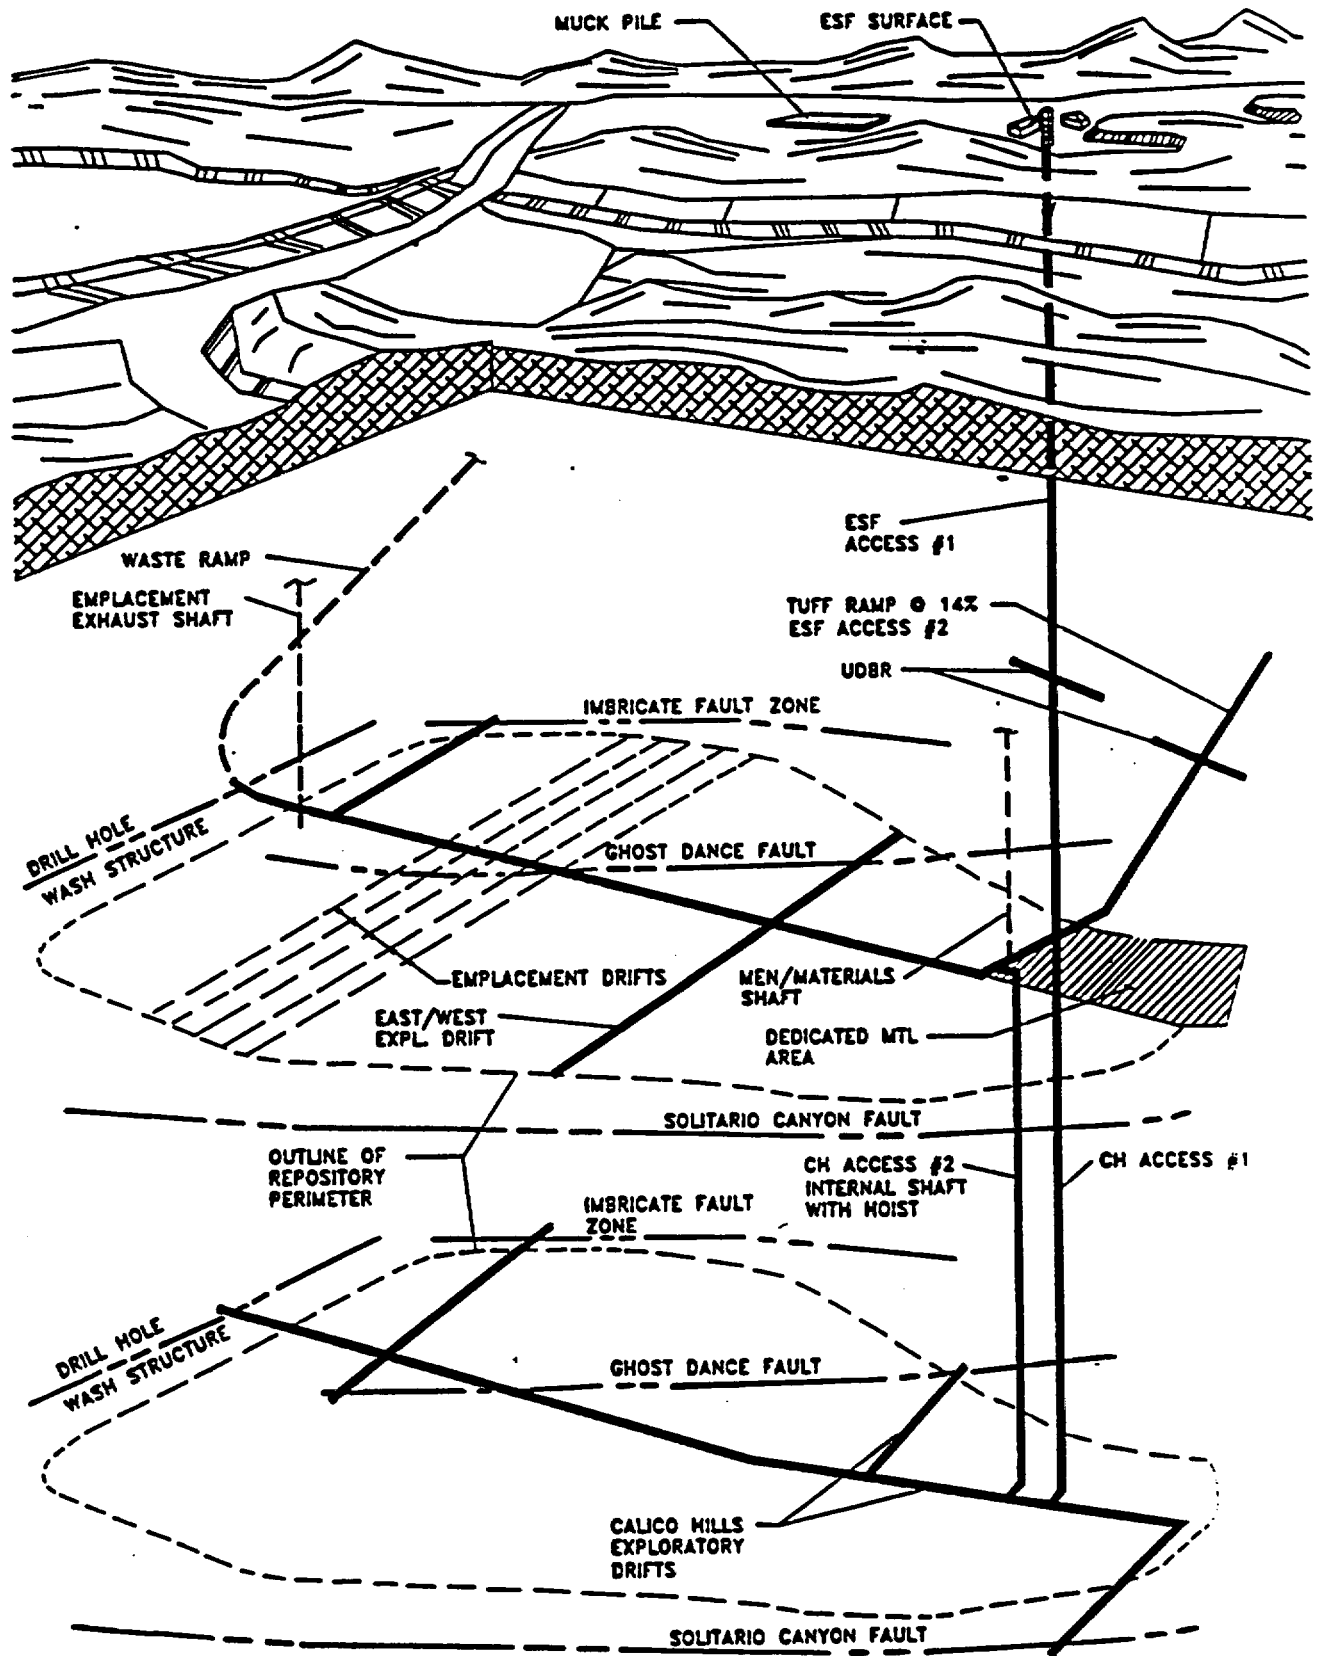 MUCK PILE
ESF SURFACE
ESF
ACCESS #1
WASTE RAMP
EMPLACEMENT
EXHAUST SHAFT
TUFF RAMP @ 14%
ESF ACCESS #2
UDBR
IMBRICATE FAULT ZONE
DRILL HOLE
WASH STRUCTURE
GHOST DANCE FAULT
EMPLACEMENT DRIFTS
MEN/MATERIALS
SHAFT
EAST/WEST
EXPL. DRIFT
DEDICATED MTL
AREA
SOLITARIO CANYON FAULT
OUTLINE OF
REPOSITORY
PERIMETER
CH ACCESS #2
INTERNAL SHAFT
WITH HOIST
CH ACCESS #1
IMBRICATE FAULT
ZONE
DRILL HOLE
WASH STRUCTURE
GHOST DANCE FAULT
CALICO HILLS
EXPLORATORY
DRIFTS
SOLITARIO CANYON FAULT